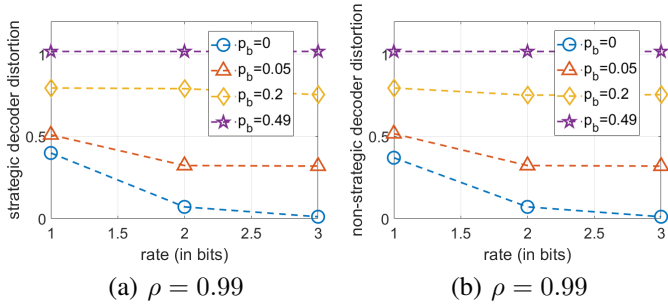 strategic decoder distortion
1
0.5
0
p_b=0
p_b=0.05
p_b=0.2
p_b=0.49
1 1.5 2 2.5 3
rate (in bits)
(a) ρ = 0.99
non-strategic decoder distortion
1
0.5
0
p_b=0
p_b=0.05
p_b=0.2
p_b=0.49
1 1.5 2 2.5 3
rate (in bits)
(b) ρ = 0.99